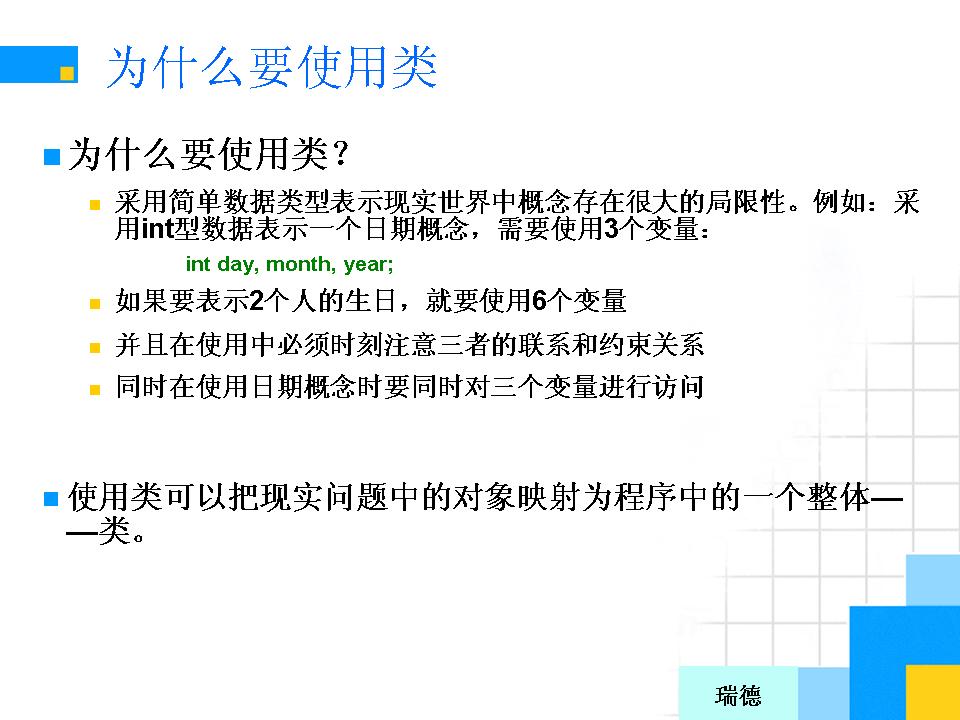 为什么要使用类
为什么要使用类？
采用简单数据类型表示现实世界中概念存在很大的局限性。例如：采
用int型数据表示一个日期概念，需要使用3个变量：
int day, month, year;
如果要表示2个人的生日，就要使用6个变量
并且在使用中必须时刻注意三者的联系和约束关系
同时在使用日期概念时要同时对三个变量进行访问
使用类可以把现实问题中的对象映射为程序中的一个整体—
—类。
瑞德